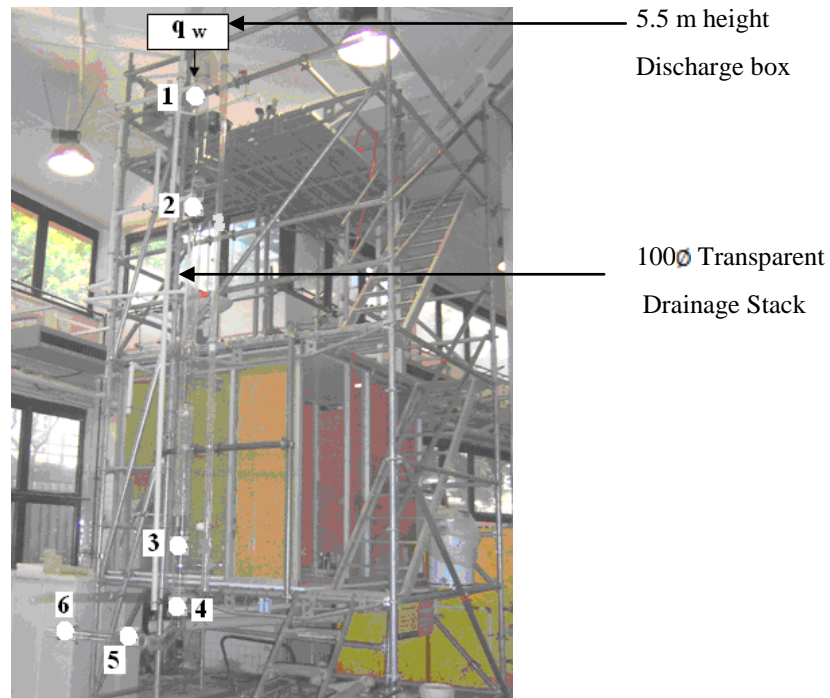 q w
5.5 m height
Discharge box
1
2
100Ø Transparent
Drainage Stack
3
4
6
5